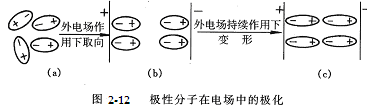 外电场作
用下取向
外电场持续作用下
变 形
(a) (b) (c)
图 2-12 极性分子在电场中的极化